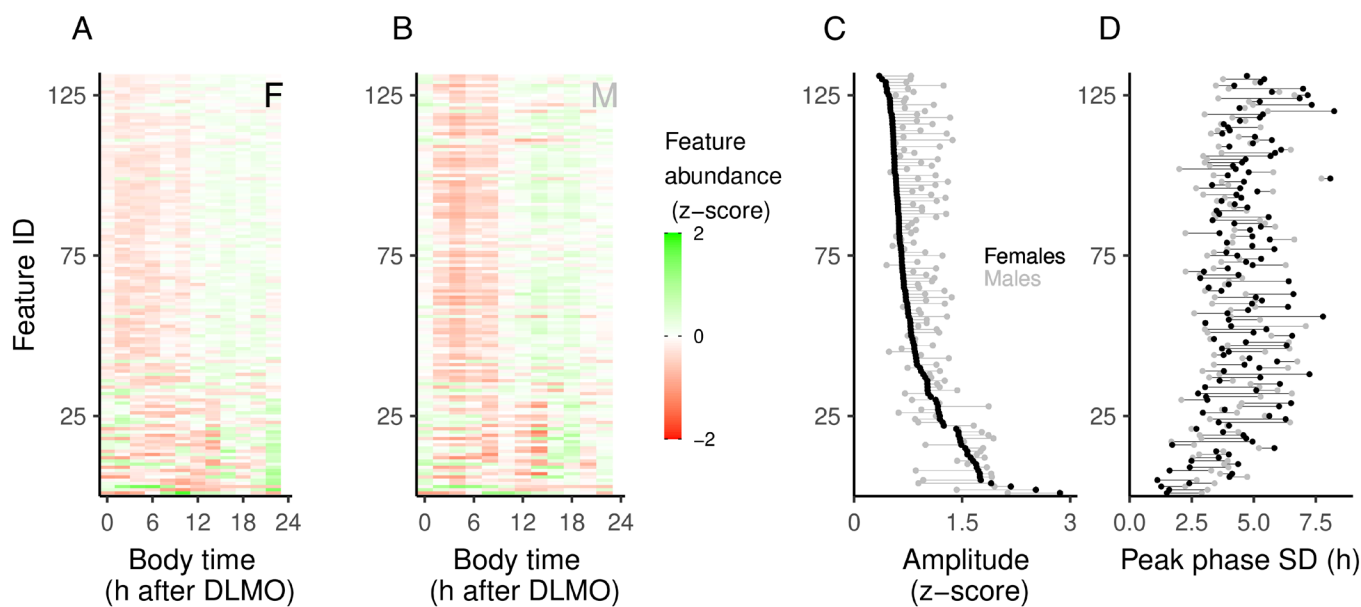 A
B
C
D
Feature ID
125
75
25
F
0
6
12
18
24
Body time
(h after DLMO)
125
75
25
M
0
6
12
18
24
Body time
(h after DLMO)
Feature
abundance
(z−score)
2
0
−2
125
75
25
Females
Males
0
1.5
3
Amplitude
(z−score)
125
75
25
0.0
2.5
5.0
7.5
Peak phase SD (h)